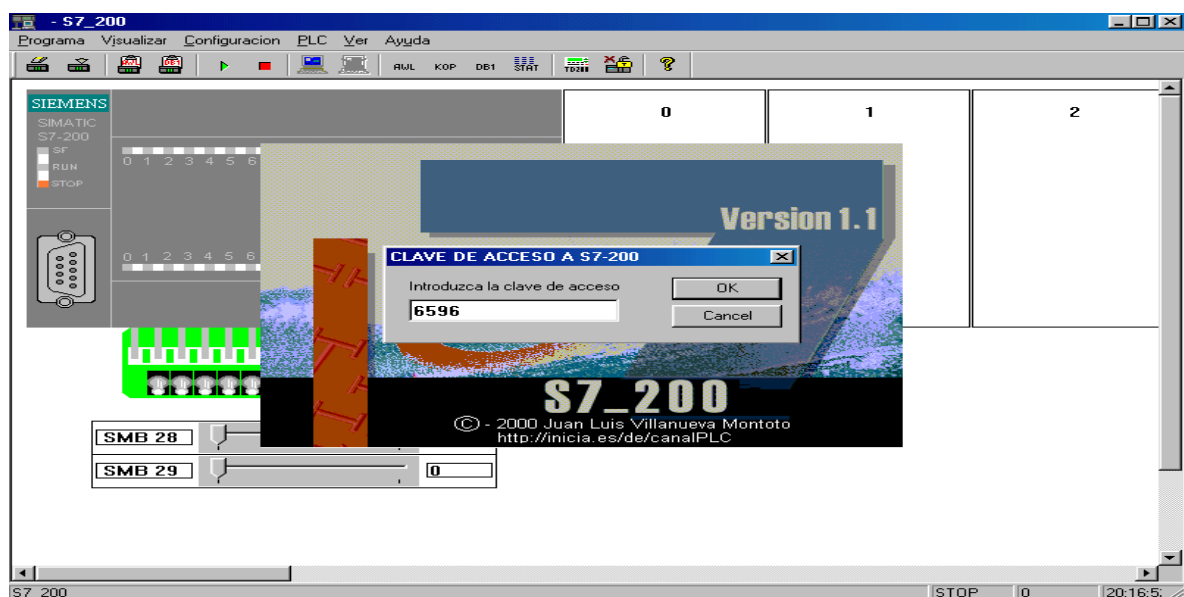 - S7_200
Programa Visualizar Configuracion PLC Ver Ayuda
AWL KOP DB1 STAT TD200
SIEMENS
SIMATIC
S7-200
SF
RUN
STOP
0 1 2 3 4 5 6
0 1 2 3 4 5 6
0 1 2
Version 1.1
CLAVE DE ACCESO A S7-200
Introduzca la clave de acceso
6596
OK
Cancel
S7_200
© - 2000 Juan Luis Villanueva Montoto
http://inicia.es/de/canalPLC
SMB 28
SMB 29 0
S7_200 STOP 0 20:16:5